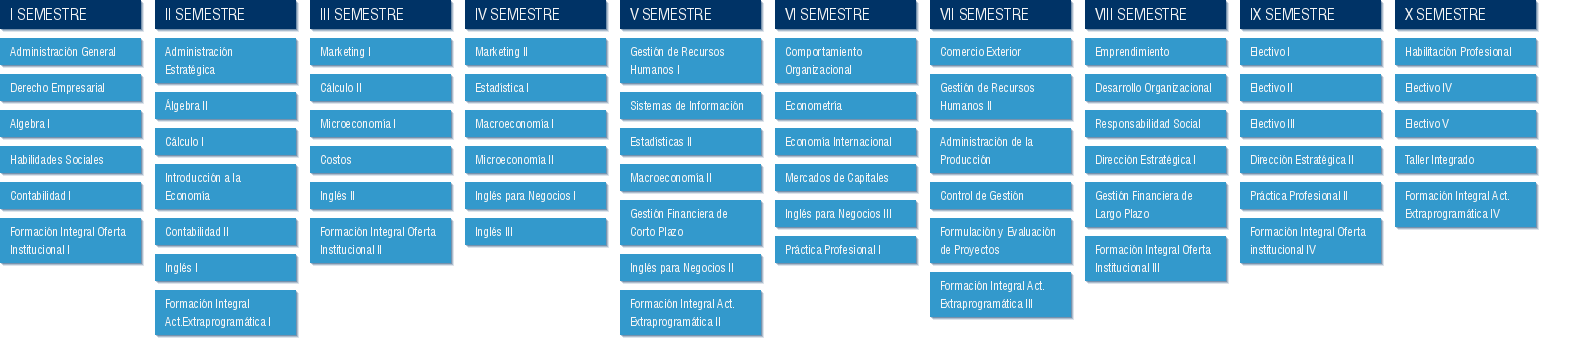 I SEMESTRE
Administración General
Derecho Empresarial
Algebra I
Habilidades Sociales
Contabilidad I
Formación Integral Oferta
Institucional I
II SEMESTRE
Administración
Estratégica
Álgebra II
Cálculo I
Introducción a la
Economía
Contabilidad II
Inglés I
Formación Integral
Act.Extraprogramática I
III SEMESTRE
Marketing I
Cálculo II
Microeconomía I
Costos
Inglés II
Formación Integral Oferta
Institucional II
IV SEMESTRE
Marketing II
Estadística I
Macroeconomía I
Microeconomía II
Inglés para Negocios I
Inglés III
V SEMESTRE
Gestión de Recursos
Humanos I
Sistemas de Información
Estadísticas II
Macroeconomía II
Gestión Financiera de
Corto Plazo
Inglés para Negocios II
Formación Integral Act.
Extraprogramática II
VI SEMESTRE
Comportamiento
Organizacional
Econometría
Economía Internacional
Mercados de Capitales
Inglés para Negocios III
Práctica Profesional I
VII SEMESTRE
Comercio Exterior
Gestión de Recursos
Humanos II
Administración de la
Producción
Control de Gestión
Formulación y Evaluación
de Proyectos
Formación Integral Act.
Extraprogramática III
VIII SEMESTRE
Emprendimiento
Desarrollo Organizacional
Responsabilidad Social
Dirección Estratégica I
Gestión Financiera de
Largo Plazo
Formación Integral Oferta
Institucional III
IX SEMESTRE
Electivo I
Electivo II
Electivo III
Dirección Estratégica II
Práctica Profesional II
Formación Integral Oferta
institucional IV
X SEMESTRE
Habilitación Profesional
Electivo IV
Electivo V
Taller Integrado
Formación Integral Act.
Extraprogramática IV